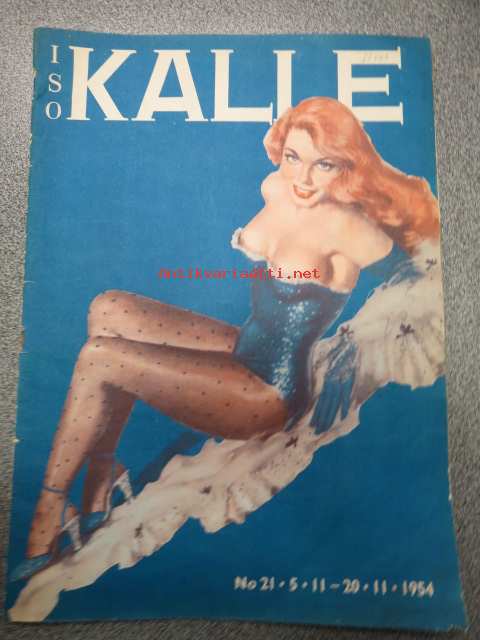 ISO
KALLE
Antikvariaatti.net
No 21 • 5 • 11 – 20 • 11 • 1954